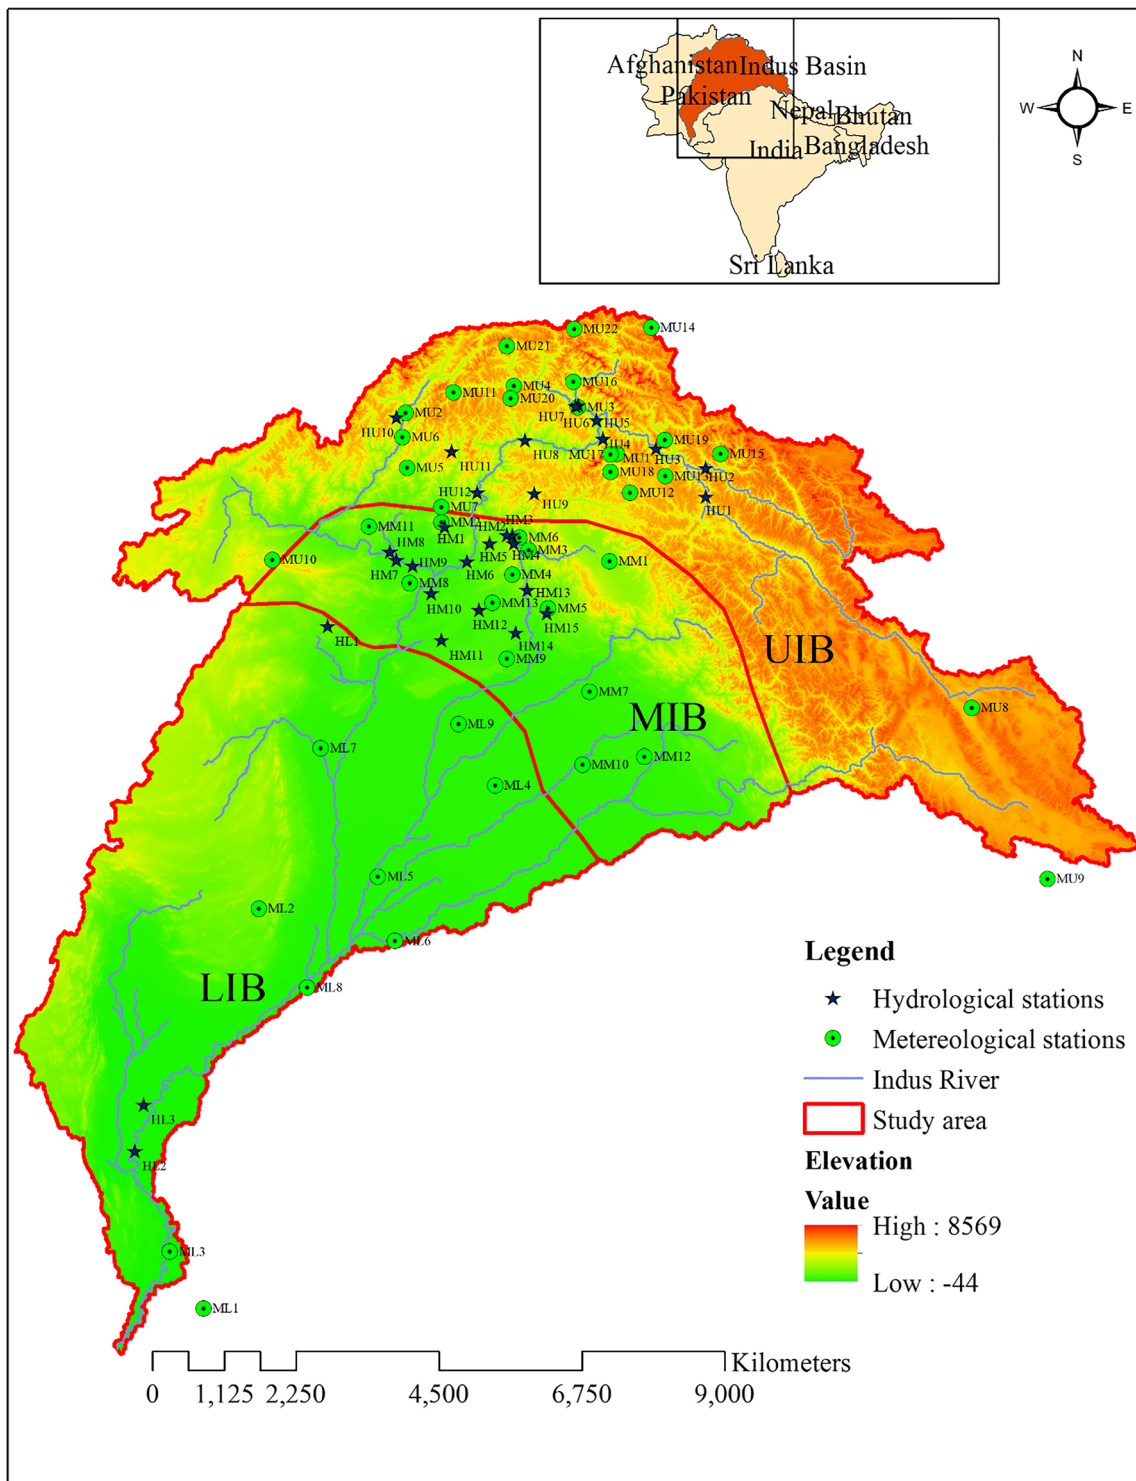 Afghanistan
Indus Basin
Pakistan
Nepal
Bhutan
India
Bangladesh
Sri Lanka
N
W
E
S
MU22
MU14
MU21
MU4
MU16
MU11
MU20
MU2
HU7
MU3
HU6
HU5
HU10
MU6
HU8
HU4
MU19
MU17
MU1
HU3
MU15
MU5
HU11
MU18
MU13
HU2
HU12
HU9
MU12
HU1
MU7
MM11
MM2
HM1
HM2
HM3
MM6
HM8
HM5
HM4
MM3
MU10
HM7
HM9
HM6
MM1
MM8
MM4
HM10
HM13
MM13
MM5
HM12
HM15
HL1
HM14
HM11
MM9
UIB
MM7
MIB
MU8
ML9
ML7
MM12
MM10
ML4
ML5
MU9
ML2
ML6
LIB
ML8
HL3
HL2
ML3
ML1
Legend
Hydrological stations
Metereological stations
Indus River
Study area
Elevation
Value
High : 8569
Low : -44
Kilometers
0 1,125 2,250 4,500 6,750 9,000